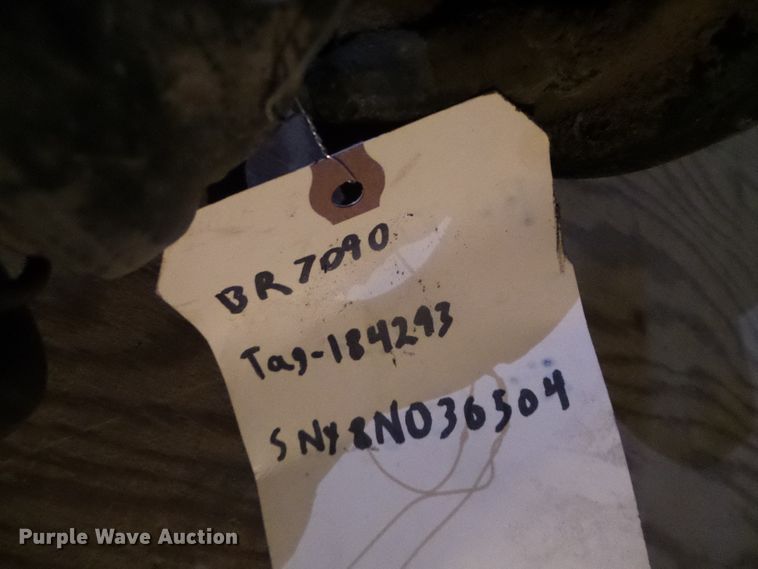 BR7090
Tag-184293
SNY8N036504
Purple Wave Auction